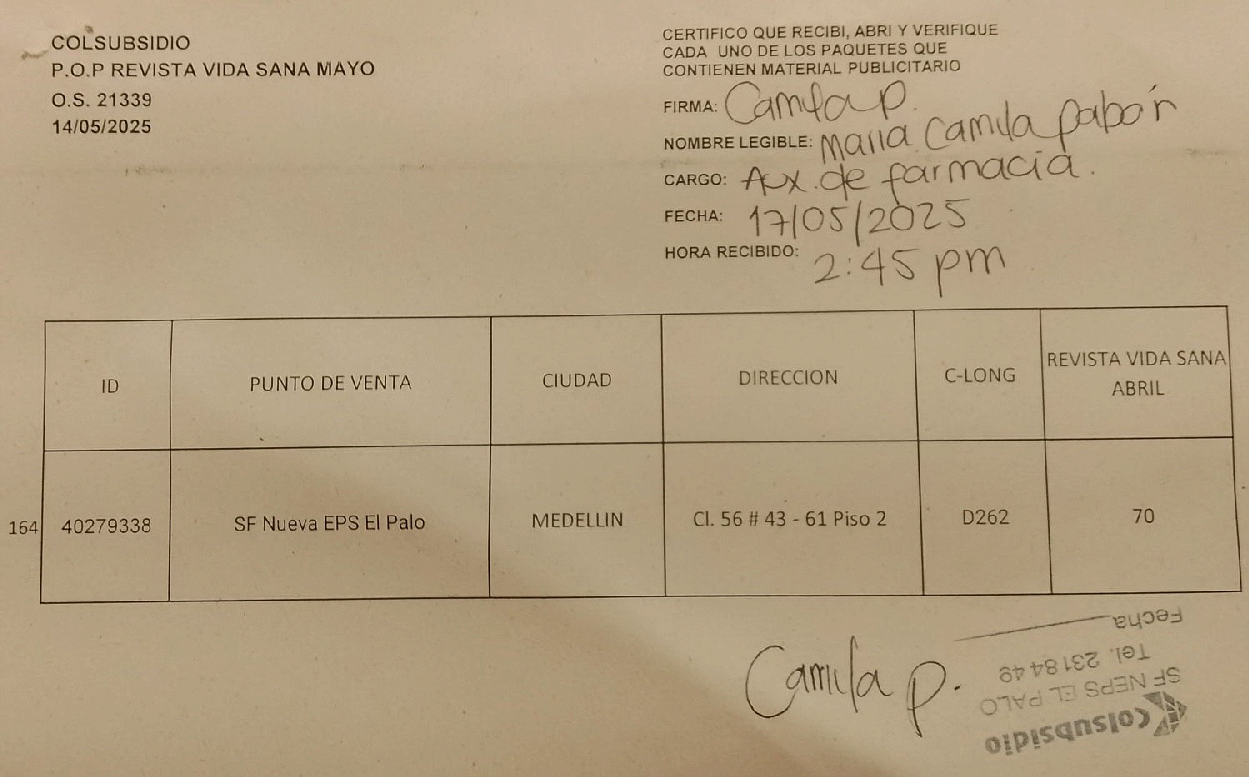 COLSUBSIDIO
P.O.P REVISTA VIDA SANA MAYO
O.S. 21339
14/05/2025
CERTIFICO QUE RECIBI, ABRI Y VERIFIQUE
CADA UNO DE LOS PAQUETES QUE
CONTIENEN MATERIAL PUBLICITARIO
FIRMA: Camila P.
NOMBRE LEGIBLE: Maria Camila Pabón
CARGO: Aux. de farmacia.
FECHA: 17/05/2025
HORA RECIBIDO: 2:45 pm
ID PUNTO DE VENTA CIUDAD DIRECCION C-LONG REVISTA VIDA SANA
ABRIL
164 40279338 SF Nueva EPS El Palo MEDELLIN Cl. 56 # 43 - 61 Piso 2 D262 70
Camila P.
Colsubsidio
SF NEPS EL PALO
Tel. 2318449
Fecha